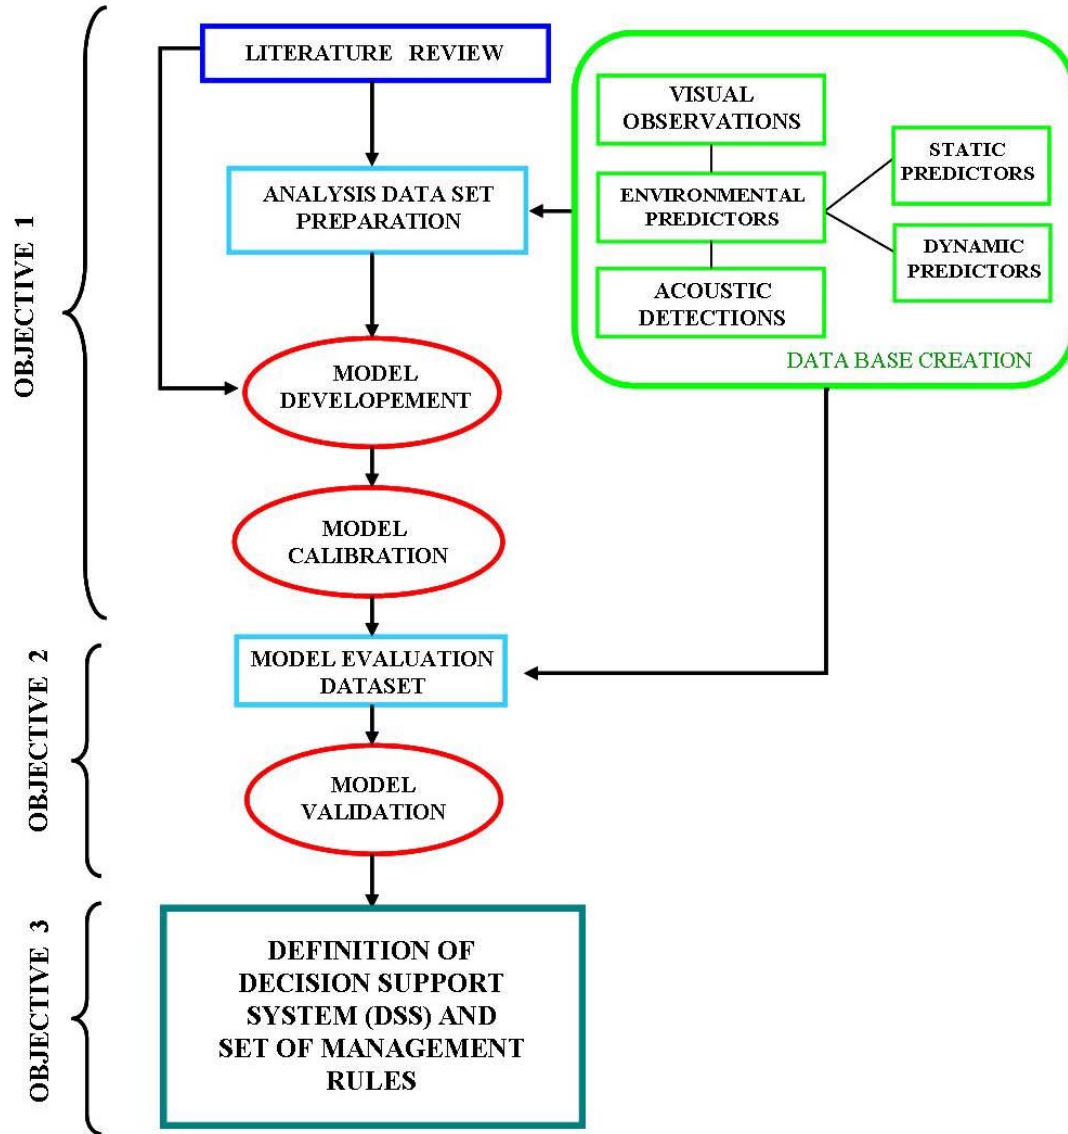 LITERATURE REVIEW
VISUAL
OBSERVATIONS
STATIC
PREDICTORS
ANALYSIS DATA SET
PREPARATION
ENVIRONMENTAL
PREDICTORS
DYNAMIC
PREDICTORS
ACOUSTIC
DETECTIONS
DATA BASE CREATION
OBJECTIVE 1
MODEL
DEVELOPEMENT
MODEL
CALIBRATION
OBJECTIVE 2
MODEL EVALUATION
DATASET
MODEL
VALIDATION
OBJECTIVE 3
DEFINITION OF
DECISION SUPPORT
SYSTEM (DSS) AND
SET OF MANAGEMENT
RULES